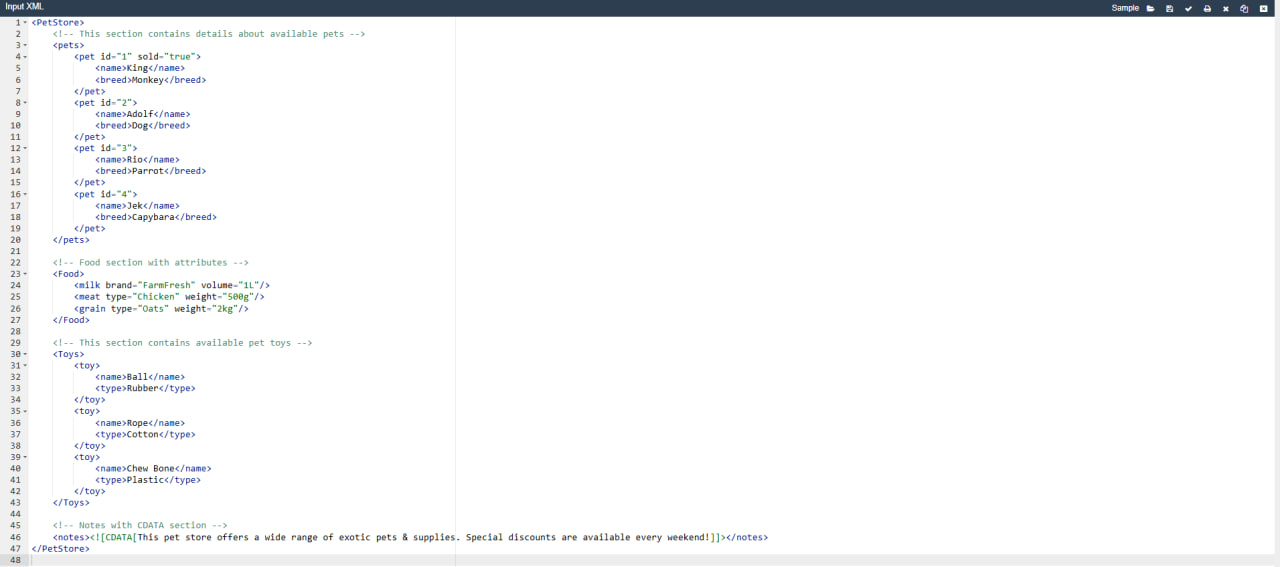 Input XML
Sample
1 <PetStore>
2     <!-- This section contains details about available pets -->
3     <pets>
4         <pet id="1" sold="true">
5             <name>King</name>
6             <breed>Monkey</breed>
7         </pet>
8         <pet id="2">
9             <name>Adolf</name>
10             <breed>Dog</breed>
11         </pet>
12         <pet id="3">
13             <name>Rio</name>
14             <breed>Parrot</breed>
15         </pet>
16         <pet id="4">
17             <name>Jek</name>
18             <breed>Capybara</breed>
19         </pet>
20     </pets>
21
22     <!-- Food section with attributes -->
23     <Food>
24         <milk brand="FarmFresh" volume="1L"/>
25         <meat type="Chicken" weight="500g"/>
26         <grain type="Oats" weight="2kg"/>
27     </Food>
28
29     <!-- This section contains available pet toys -->
30     <Toys>
31         <toy>
32             <name>Ball</name>
33             <type>Rubber</type>
34         </toy>
35         <toy>
36             <name>Rope</name>
37             <type>Cotton</type>
38         </toy>
39         <toy>
40             <name>Chew Bone</name>
41             <type>Plastic</type>
42         </toy>
43     </Toys>
44
45     <!-- Notes with CDATA section -->
46     <notes><![CDATA[This pet store offers a wide range of exotic pets & supplies. Special discounts are available every weekend!]]></notes>
47 </PetStore>
48